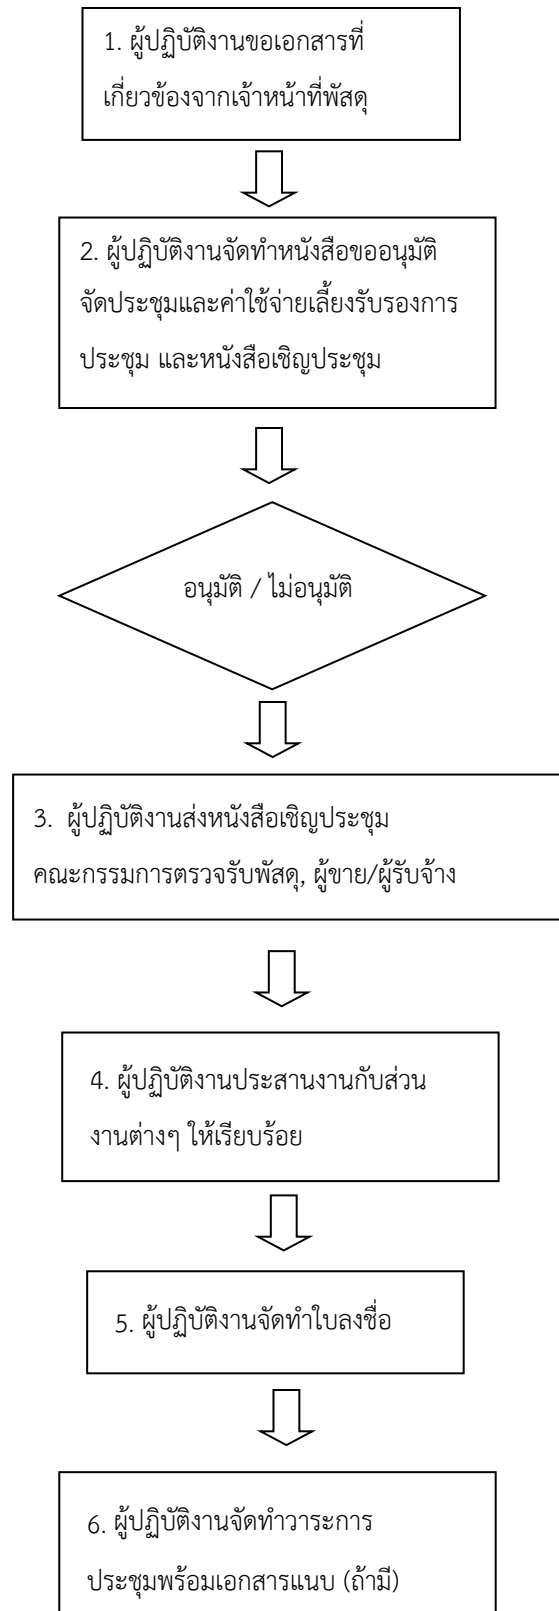 1. ผู้ปฏิบัติงานขอเอกสารที่
เกี่ยวข้องจากเจ้าหน้าที่พัสดุ
2. ผู้ปฏิบัติงานจัดทำหนังสือขออนุมัติ
จัดประชุมและค่าใช้จ่ายเลี้ยงรับรองการ
ประชุม และหนังสือเชิญประชุม
อนุมัติ / ไม่อนุมัติ
3. ผู้ปฏิบัติงานส่งหนังสือเชิญประชุม
คณะกรรมการตรวจรับพัสดุ, ผู้ขาย/ผู้รับจ้าง
4. ผู้ปฏิบัติงานประสานงานกับส่วน
งานต่างๆ ให้เรียบร้อย
5. ผู้ปฏิบัติงานจัดทำใบลงชื่อ
6. ผู้ปฏิบัติงานจัดทำวาระการ
ประชุมพร้อมเอกสารแนบ (ถ้ามี)